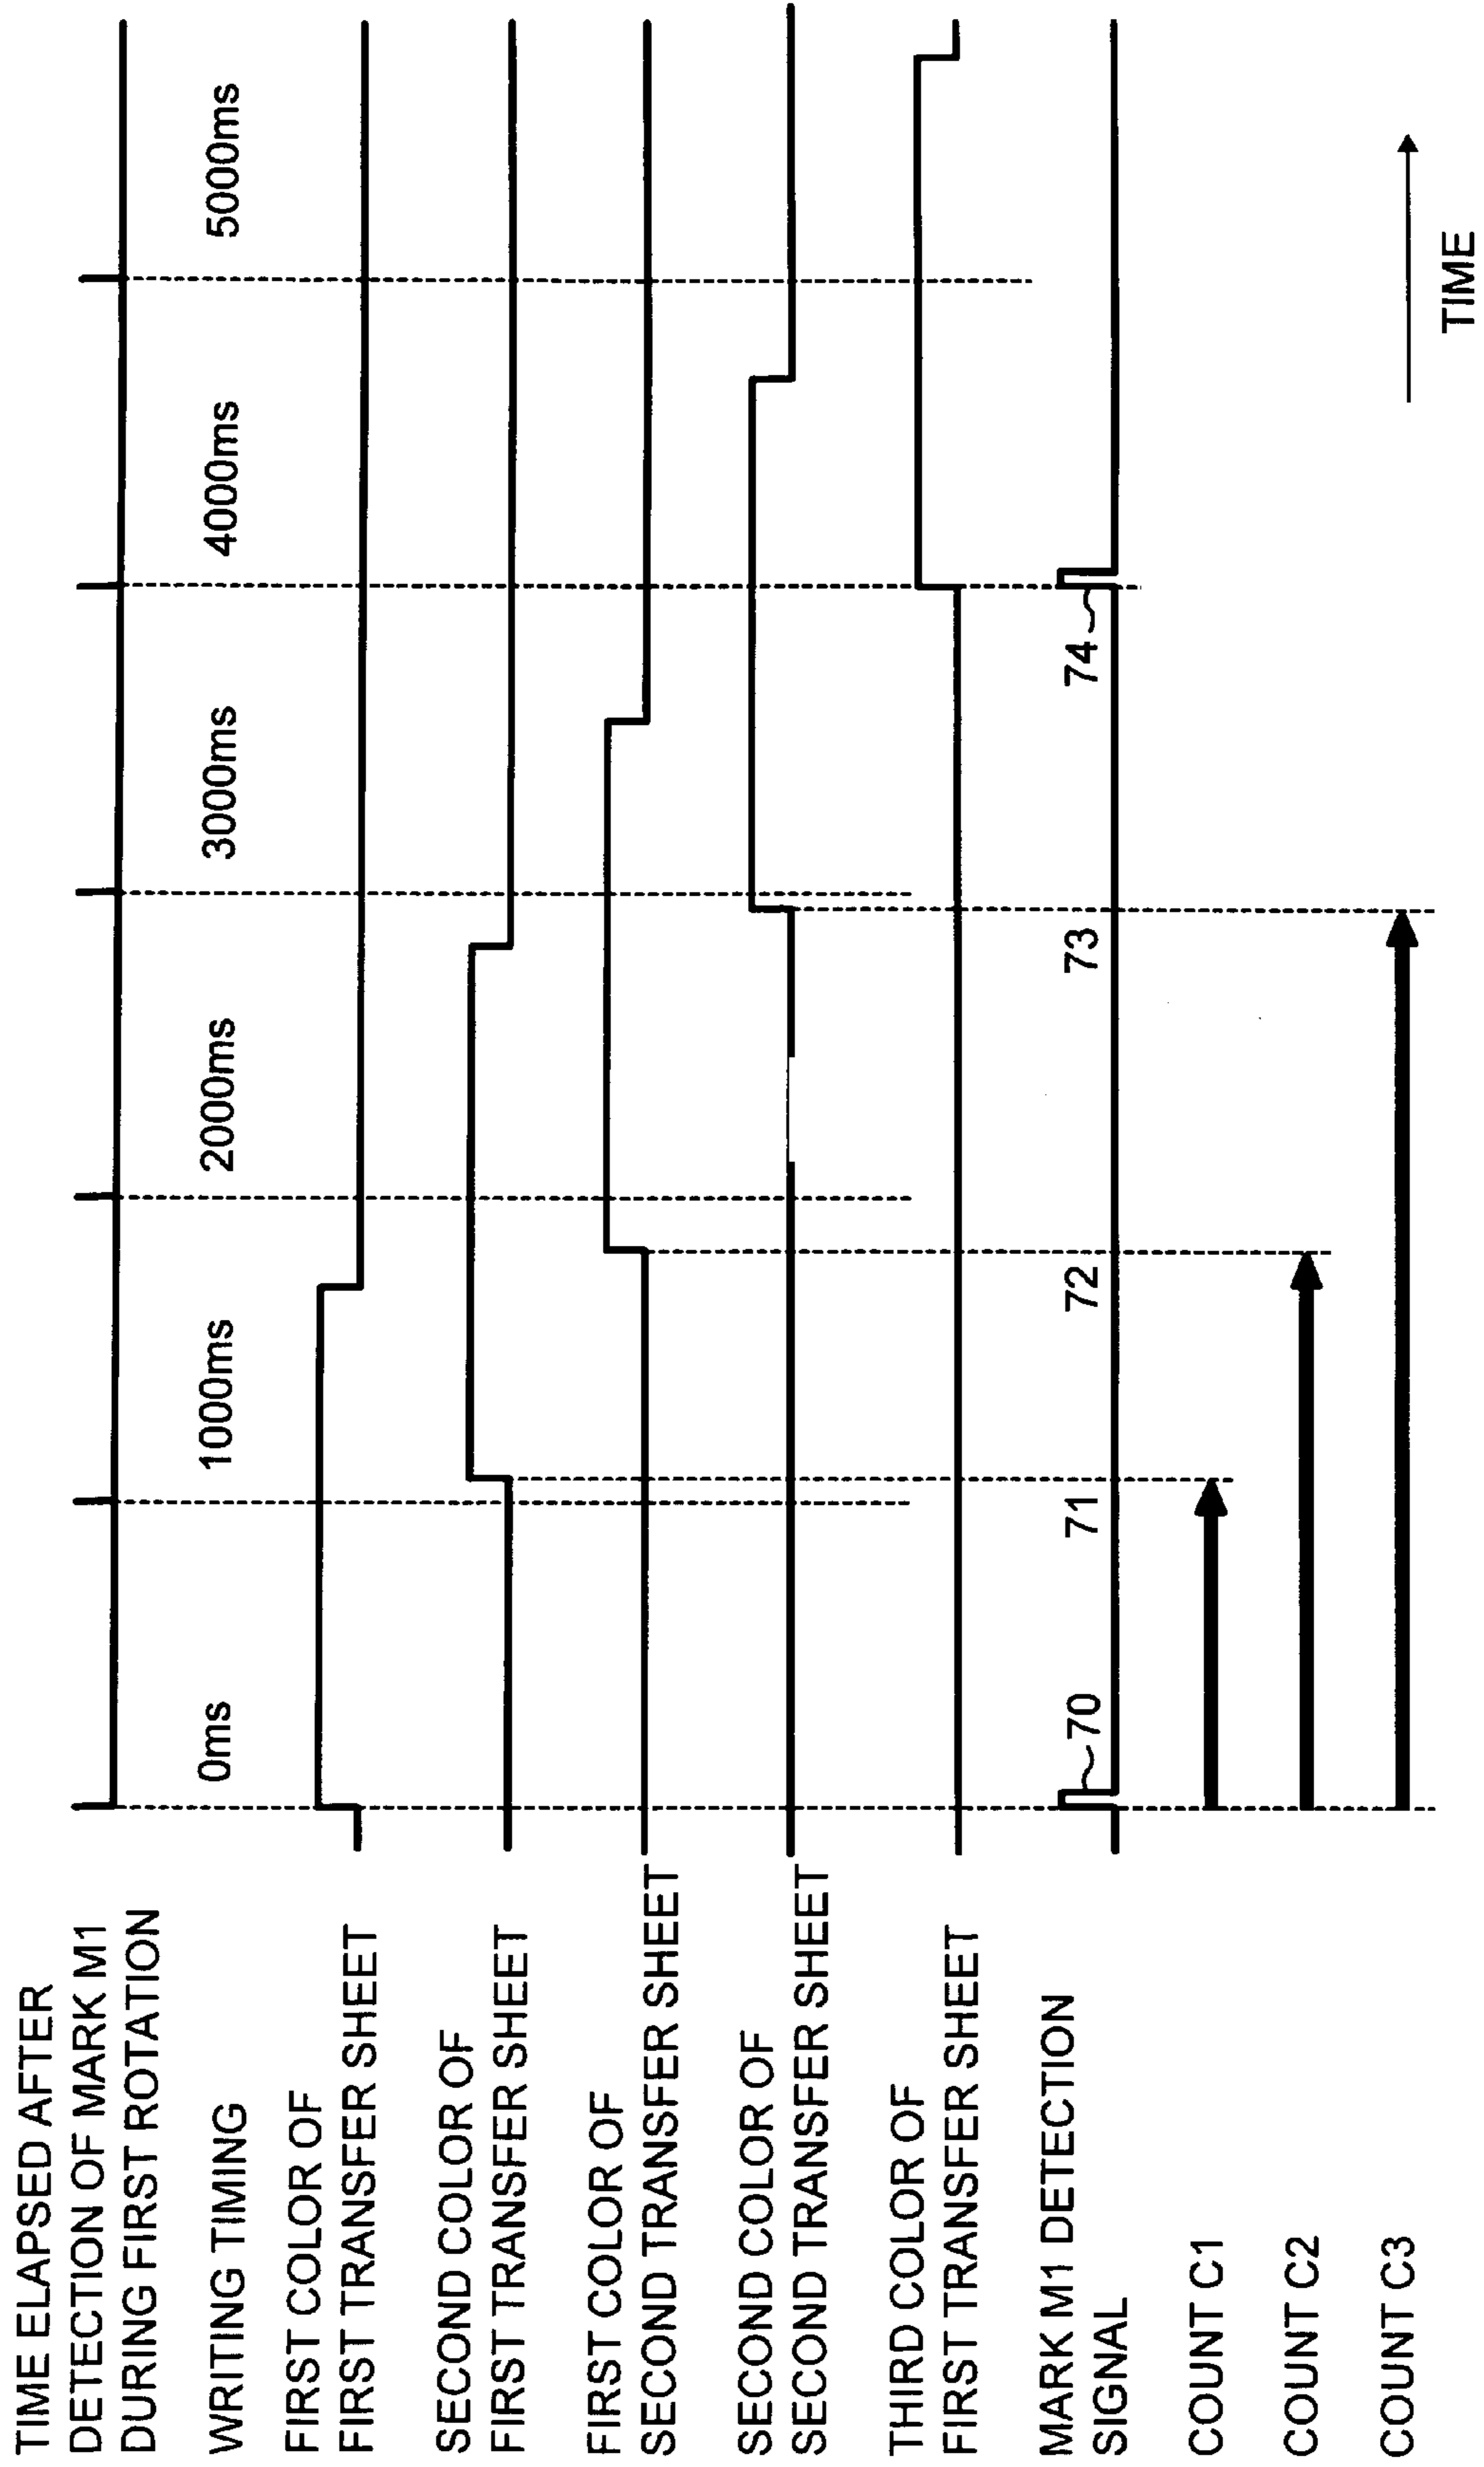 TIME ELAPSED AFTER
DETECTION OF MARK M1
DURING FIRST ROTATION
WRITING TIMING
0ms
1000ms
2000ms
3000ms
4000ms
5000ms
FIRST COLOR OF
FIRST TRANSFER SHEET
SECOND COLOR OF
FIRST TRANSFER SHEET
FIRST COLOR OF
SECOND TRANSFER SHEET
SECOND COLOR OF
SECOND TRANSFER SHEET
THIRD COLOR OF
FIRST TRANSFER SHEET
MARK M1 DETECTION
SIGNAL
70
71
72
73
74
COUNT C1
COUNT C2
COUNT C3
TIME